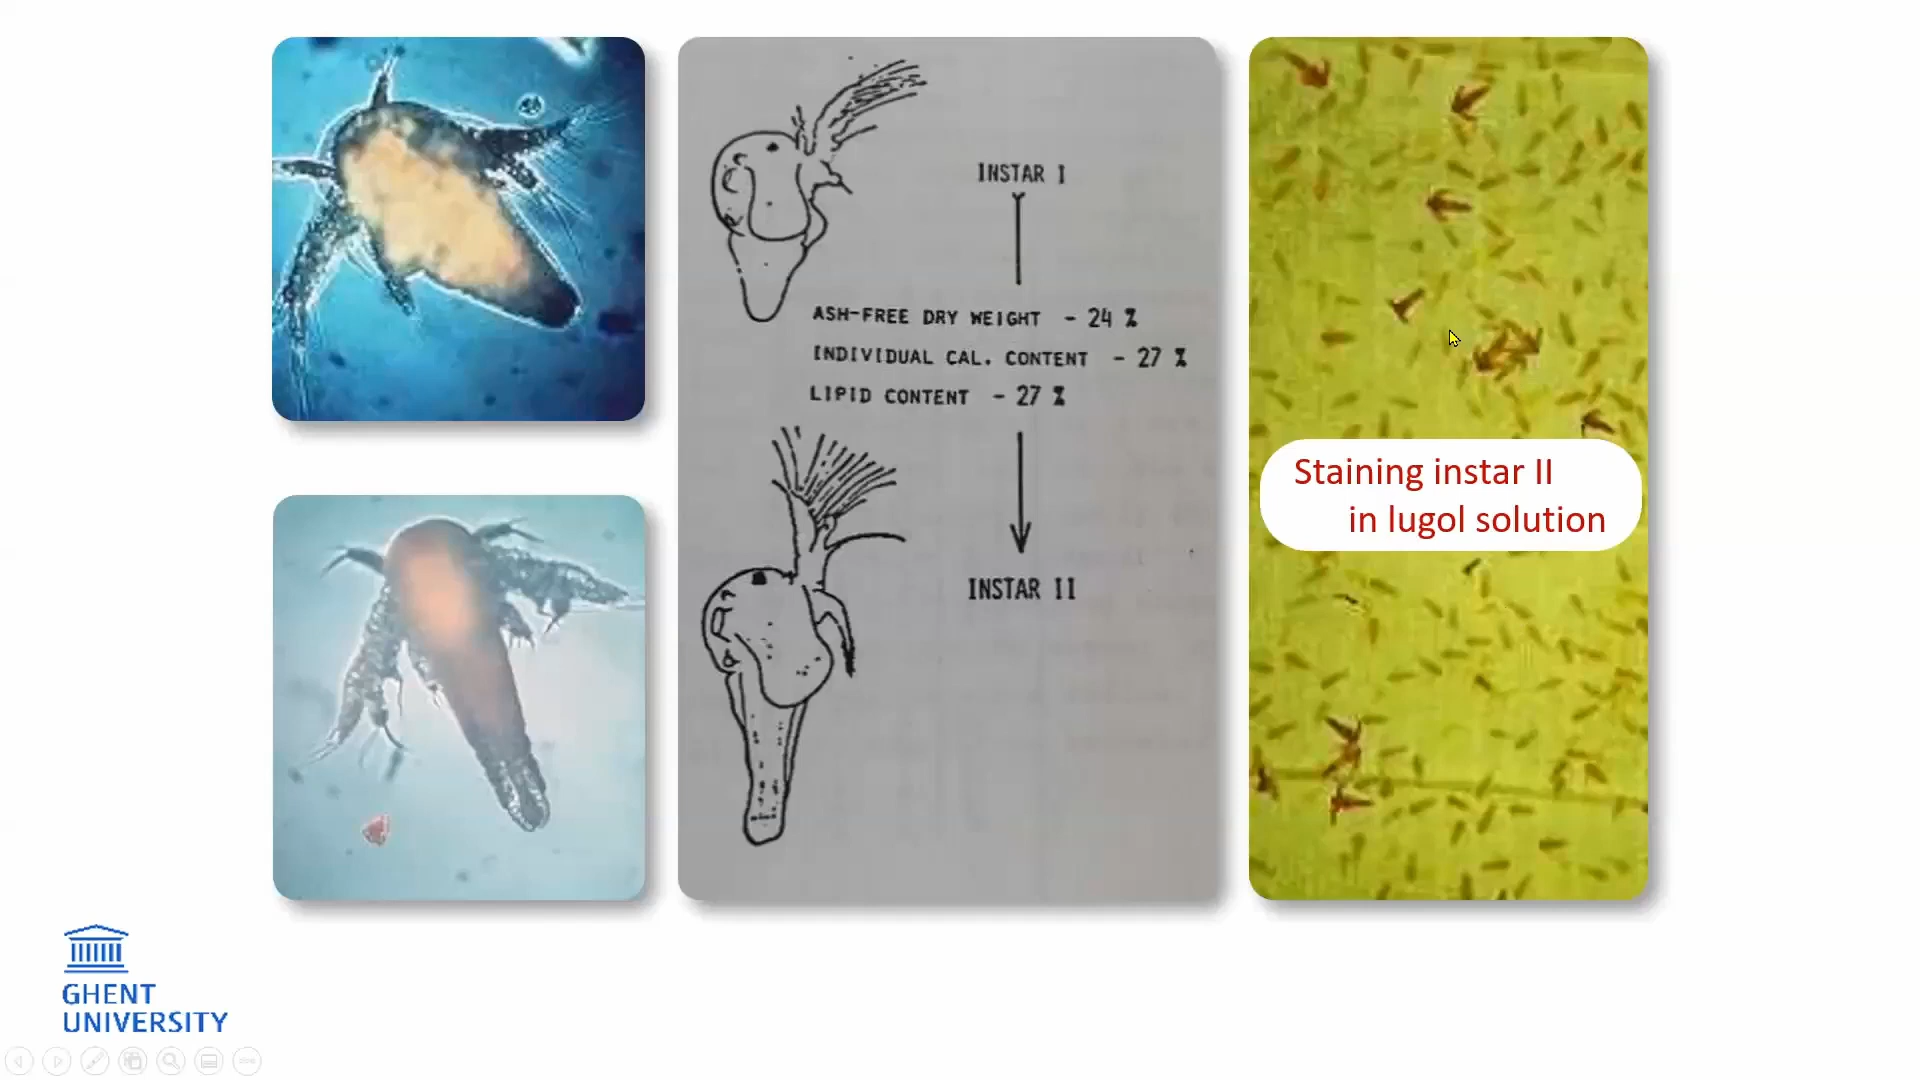 INSTAR I
ASH-FREE DRY WEIGHT - 24 %
INDIVIDUAL CAL. CONTENT - 27 %
LIPID CONTENT - 27 %
INSTAR II
Staining instar II
in lugol solution
GHENT
UNIVERSITY